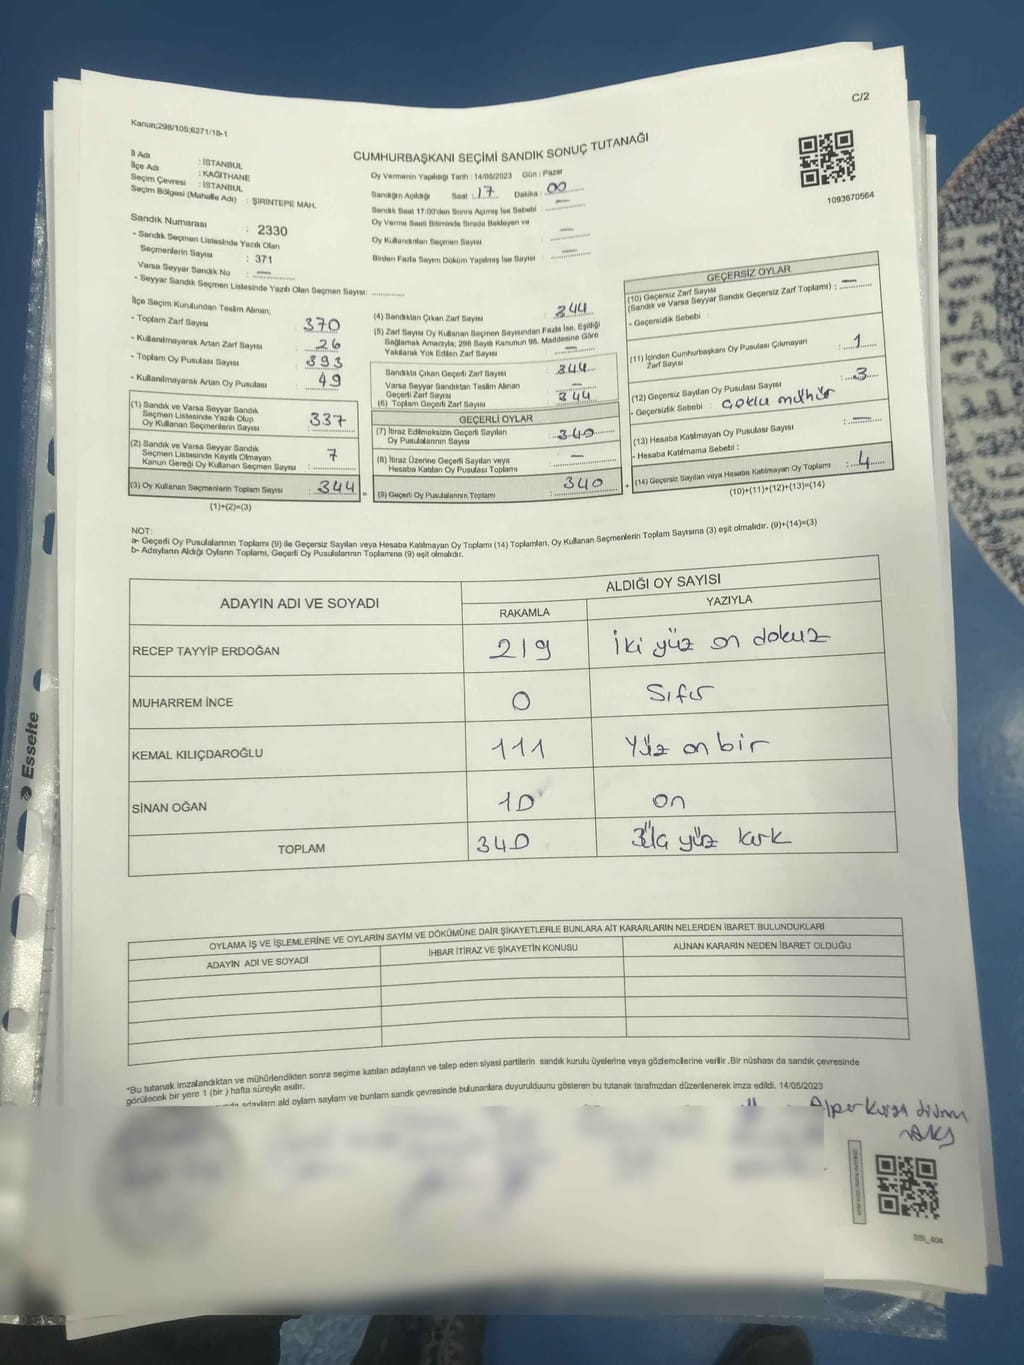 C/2
Kanun;298/105;6271/18-1
CUMHURBAŞKANI SEÇİMİ SANDIK SONUÇ TUTANAĞI
1093670564
İl Adı : İSTANBUL
İlçe Adı : KAĞITHANE
Seçim Çevresi : İSTANBUL
Seçim Bölgesi (Mahalle Adı) : ŞİRİNTEPE MAH.
Oy Vermenin Yapıldığı Tarih : 14/05/2023 Gün : Pazar
Sandığın Açıldığı Saat : 17 Dakika : 00
Sandık Saat 17:00'den Sonra Açılmış İse Sebebi : —
Oy Verme Saati Bitiminde Sırada Bekleyen ve
Oy Kullandırılan Seçmen Sayısı : —
Birden Fazla Sayım Döküm Yapılmış İse Sayısı : —
Sandık Numarası : 2330
- Sandık Seçmen Listesinde Yazılı Olan
Seçmenlerin Sayısı : 371
Varsa Seyyar Sandık No : —
- Seyyar Sandık Seçmen Listesinde Yazılı Olan Seçmen Sayısı: ..............
İlçe Seçim Kurulundan Teslim Alınan;
- Toplam Zarf Sayısı : 370
- Kullanılmayarak Artan Zarf Sayısı : 26
- Toplam Oy Pusulası Sayısı : 393
- Kullanılmayarak Artan Oy Pusulası : 49
(1) Sandık ve Varsa Seyyar Sandık
Seçmen Listesinde Yazılı Olup
Oy Kullanan Seçmenlerin Sayısı : 337
(2) Sandık ve Varsa Seyyar Sandık
Seçmen Listesinde Kayıtlı Olmayan
Kanun Gereği Oy Kullanan Seçmen Sayısı : 7
(3) Oy Kullanan Seçmenlerin Toplam Sayısı : 344
(1)+(2)=(3)
(4) Sandıktan Çıkan Zarf Sayısı : 344
(5) Zarf Sayısı Oy Kullanan Seçmen Sayısından Fazla İse, Eşitliği
Bağlamak Amacıyla; 298 Sayılı Kanunun 98. Maddesine Göre
Yakılarak Yok Edilen Zarf Sayısı : —
Sandıkta Çıkan Geçerli Zarf Sayısı : 344
Varsa Seyyar Sandıktan Teslim Alınan
Geçerli Zarf Sayısı : —
(6) Toplam Geçerli Zarf Sayısı : 344
GEÇERLİ OYLAR
(7) İtiraz Edilmeksizin Geçerli Sayılan
Oy Pusulalarının Sayısı : 340
(8) İtiraz Üzerine Geçerli Sayılan veya
Hesaba Katılan Oy Pusulası Toplamı : —
(9) Geçerli Oy Pusulalarının Toplamı : 340
GEÇERSİZ OYLAR
(10) Geçersiz Zarf Sayısı
(Sandık ve Varsa Seyyar Sandık Geçersiz Zarf Toplamı) : —
- Geçersizlik Sebebi :
(11) İçinden Cumhurbaşkanı Oy Pusulası Çıkmayan
Zarf Sayısı : 1
(12) Geçersiz Sayılan Oy Pusulası Sayısı : 3
- Geçersizlik Sebebi : çoklu mühür
(13) Hesaba Katılmayan Oy Pusulası Sayısı : —
- Hesaba Katılmama Sebebi :
(14) Geçersiz Sayılan veya Hesaba Katılmayan Oy Toplamı : 4
(10)+(11)+(12)+(13)=(14)
NOT:
a- Geçerli Oy Pusulalarının Toplamı (9) ile Geçersiz Sayılan veya Hesaba Katılmayan Oy Toplamı (14) Toplamları, Oy Kullanan Seçmenlerin Toplam Sayısına (3) eşit olmalıdır. (9)+(14)=(3)
b- Adayların Aldığı Oyların Toplamı, Geçerli Oy Pusulalarının Toplamına (9) eşit olmalıdır.
ADAYIN ADI VE SOYADI
ALDIĞI OY SAYISI
RAKAMLA YAZIYLA
RECEP TAYYİP ERDOĞAN 219 İki yüz on dokuz
MUHARREM İNCE 0 Sıfır
KEMAL KILIÇDAROĞLU 111 Yüz on bir
SİNAN OĞAN 10 on
TOPLAM 340 yüz kırk
OYLAMA İŞ VE İŞLEMLERİNE VE OYLARIN SAYIM VE DÖKÜMÜNE DAİR ŞİKAYETLERLE BUNLARA AİT KARARLARIN NELERDEN İBARET BULUNDUKLARI
ADAYIN ADI VE SOYADI İHBAR İTİRAZ VE ŞİKAYETİN KONUSU ALINAN KARARIN NEDEN İBARET OLDUĞU
*Bu tutanak imzalandıktan ve mühürlendikten sonra seçime katılan adayların ve talep eden siyasi partilerin sandık kurulu üyelerine veya gözlemcilerine verilir .Bir nüshası da sandık çevresinde
görülecek bir yere 1 (bir ) hafta süreyle asılır.
adayların ald oyların sayların ve bunların sandk çevresinde bulunanlara duyurulduunu gösteren bu tutanak tarafımızdan düzenlenerek imza edildi. 14/05/2023
SSI_404
Esselte